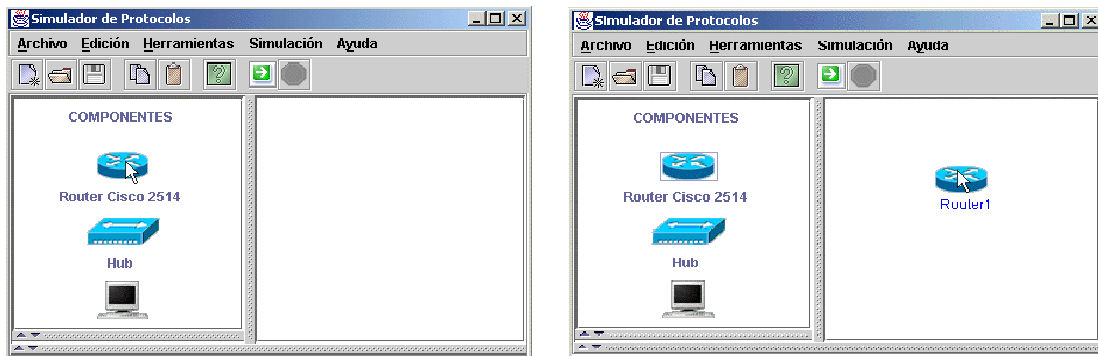 Simulador de Protocolos
Archivo Edición Herramientas Simulación Ayuda
COMPONENTES
Router Cisco 2514
Hub
Simulador de Protocolos
Archivo Edición Herramientas Simulación Ayuda
COMPONENTES
Router Cisco 2514
Hub
Router1